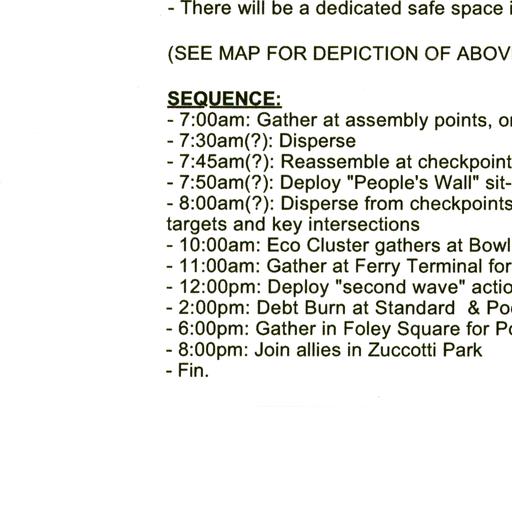 - There will be a dedicated safe space
(SEE MAP FOR DEPICTION OF
SEQUENCE:
- 7:00am: Gather at assembly points,
- 7:30am(?): Disperse
- 7:45am(?): Reassemble at checkpoint
- 7:50am(?): Deploy "People's Wall" sit-
- 8:00am(?): Disperse from checkpoints
targets and key intersections
- 10:00am: Eco Cluster gathers at Bowl
- 11:00am: Gather at Ferry Terminal for
- 12:00pm: Deploy "second wave" actio
- 2:00pm: Debt Burn at Standard & Po
- 6:00pm: Gather in Foley Square for
- 8:00pm: Join allies in Zuccotti Park
- Fin.